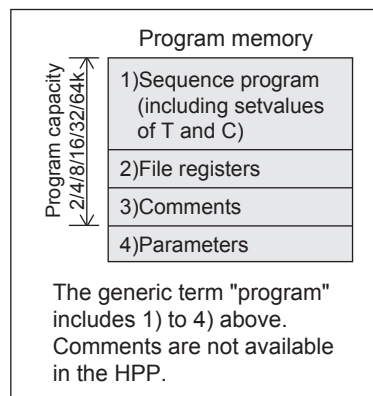 Program memory
Program capacity
2/4/8/16/32/64k
1)Sequence program
(including setvalues
of T and C)
2)File registers
3)Comments
4)Parameters
The generic term "program"
includes 1) to 4) above.
Comments are not available
in the HPP.